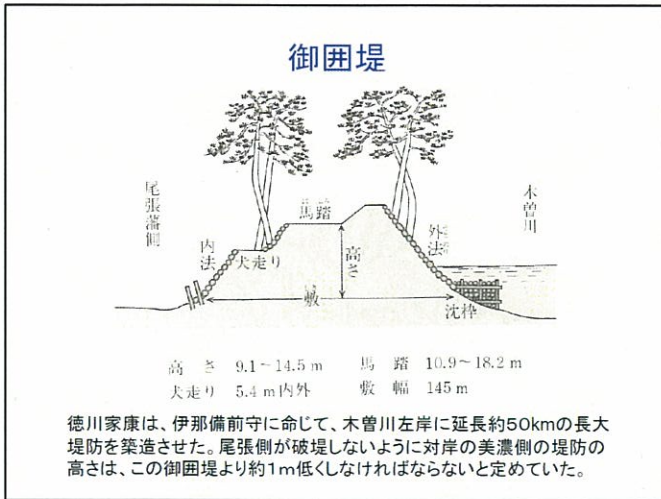 御囲堤
尾張藩側
内法
犬走り
馬踏
高さ
敷
外法
木曽川
沈枠
高さ 9.1~14.5 m 馬踏 10.9~18.2 m
犬走り 5.4 m内外 敷幅 145 m
徳川家康は、伊那備前守に命じて、木曽川左岸に延長約50kmの長大
堤防を築造させた。尾張側が破堤しないように対岸の美濃側の堤防の
高さは、この御囲堤より約1m低くしなければならないと定めていた。